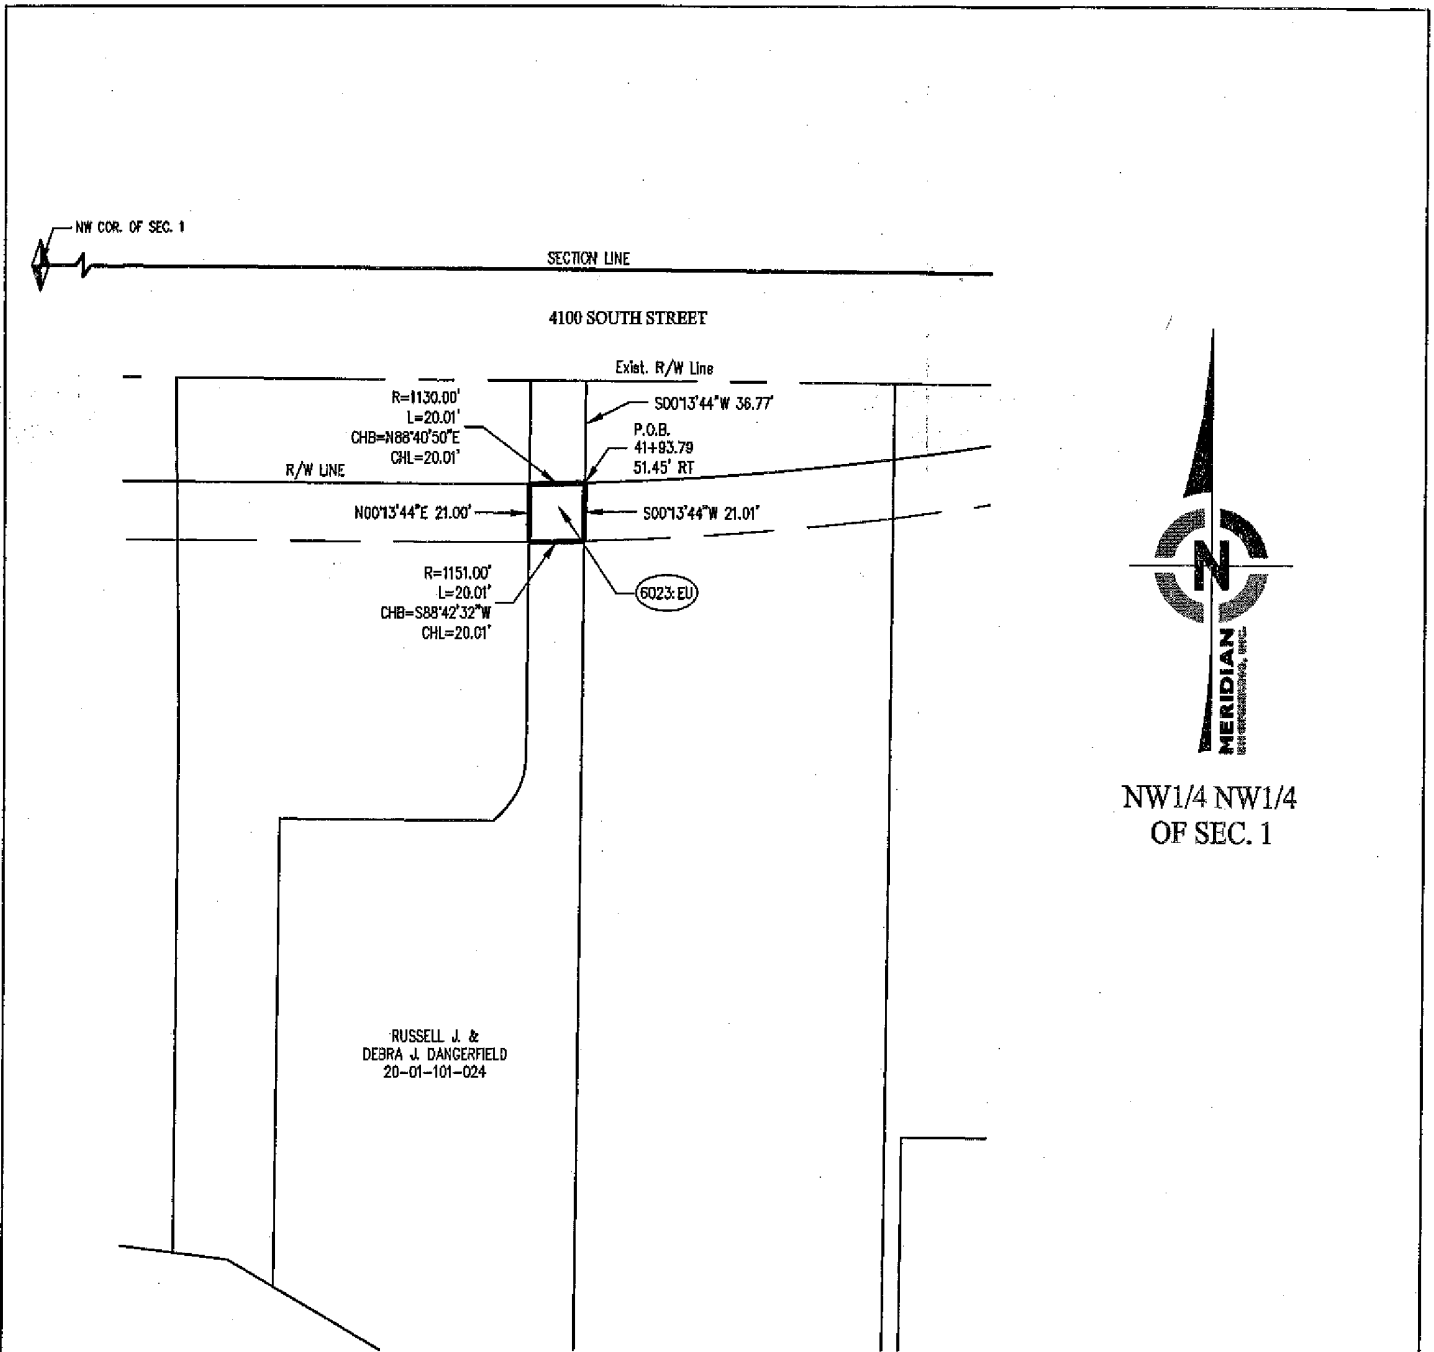 NW COR. OF SEC. 1
SECTION LINE
4100 SOUTH STREET
Exist. R/W Line
R=1130.00'
L=20.01'
CHB=N88°40'50"E
CHL=20.01'
S00°13'44"W 36.77'
P.O.B.
41+93.79
51.45' RT
R/W LINE
N00°13'44"E 21.00'
S00°13'44"W 21.01'
R=1151.00'
L=20.01'
CHB=S88°42'32"W
CHL=20.01'
6023:EU
N
MERIDIAN
ENGINEERING, INC.
NW1/4 NW1/4
OF SEC. 1
RUSSELL J. &
DEBRA J. DANGERFIELD
20-01-101-024